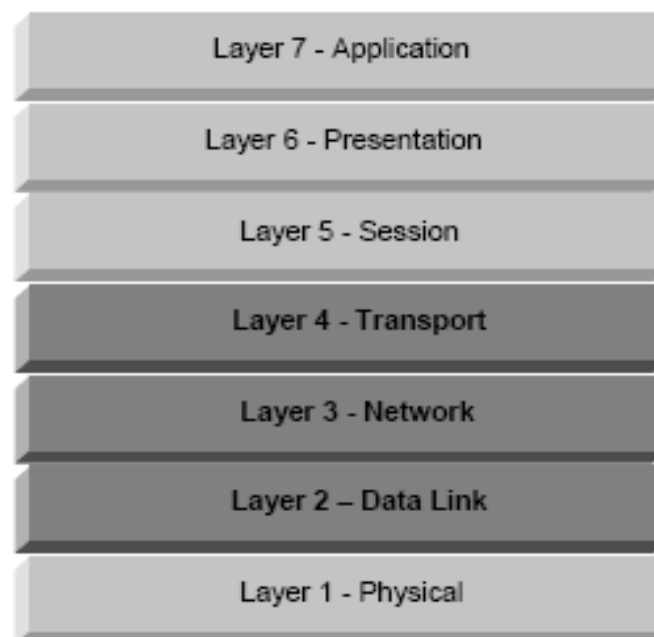 Layer 7 - Application
Layer 6 - Presentation
Layer 5 - Session
Layer 4 - Transport
Layer 3 - Network
Layer 2 – Data Link
Layer 1 - Physical